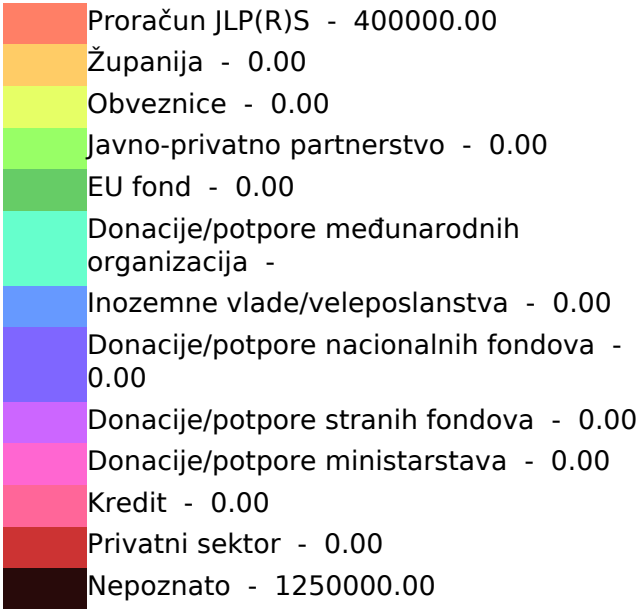 Proračun JLP(R)S - 400000.00
Županija - 0.00
Obveznice - 0.00
Javno-privatno partnerstvo - 0.00
EU fond - 0.00
Donacije/potpore međunarodnih
organizacija -
Inozemne vlade/veleposlanstva - 0.00
Donacije/potpore nacionalnih fondova -
0.00
Donacije/potpore stranih fondova - 0.00
Donacije/potpore ministarstava - 0.00
Kredit - 0.00
Privatni sektor - 0.00
Nepoznato - 1250000.00